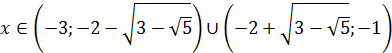 x ∈ (−3; −2 − √(3 − √5)) ∪ (−2 + √(3 − √5); −1)